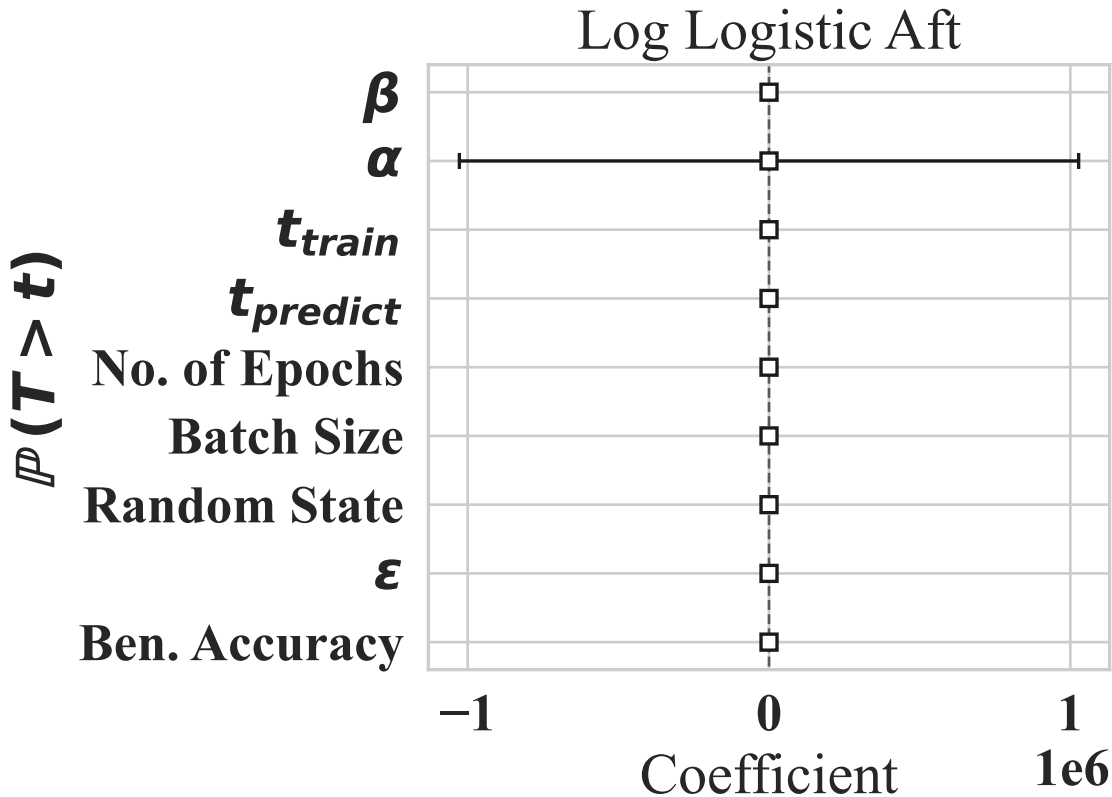 Log Logistic Aft
ℙ (T > t)
β
α
t_train
t_predict
No. of Epochs
Batch Size
Random State
ε
Ben. Accuracy
−1 0 1
1e6
Coefficient